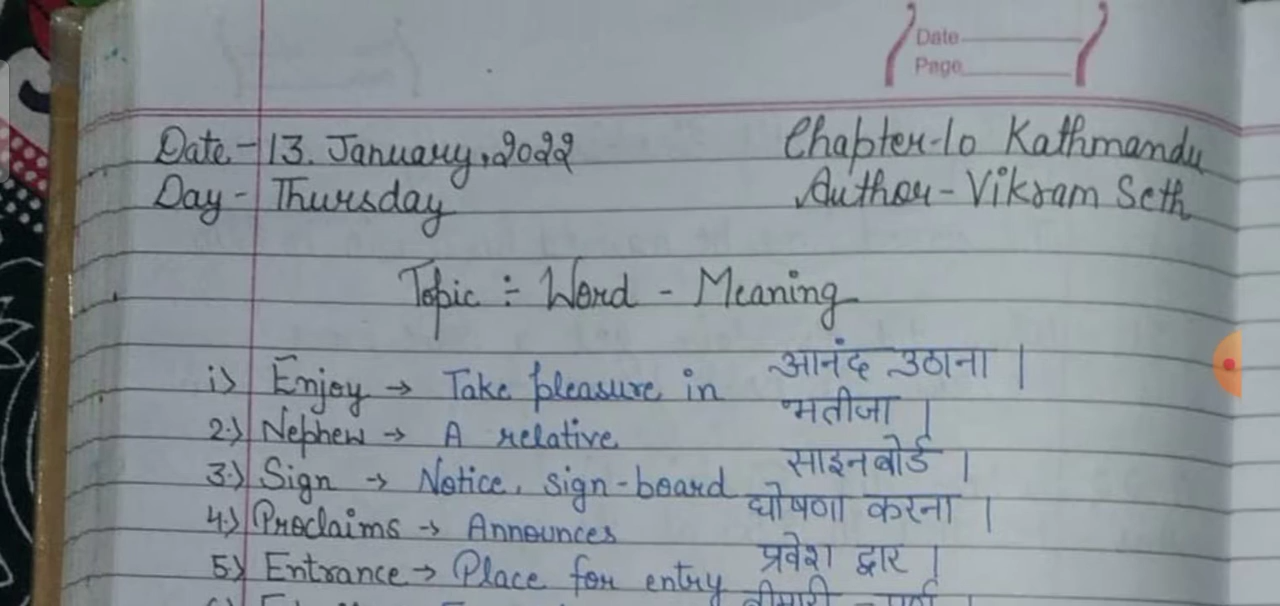 Date
Page
Date - 13. January, 2022
Chapter-10 Kathmandu
Day - Thursday
Author - Vikram Seth
Topic :- Word - Meaning
1) Enjoy → Take pleasure in आनंद उठाना |
2) Nephew → A relative भतीजा |
3) Sign → Notice, sign-board साइनबोर्ड |
4) Proclaims → Announces घोषणा करना |
5) Entrance → Place for entry प्रवेश द्वार |